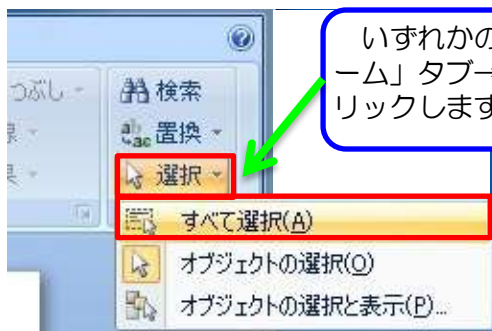 いずれかの
ーム」タブ→
リックします
つぶし
検索
置換
選択
すべて選択(A)
オブジェクトの選択(O)
オブジェクトの選択と表示(P)...